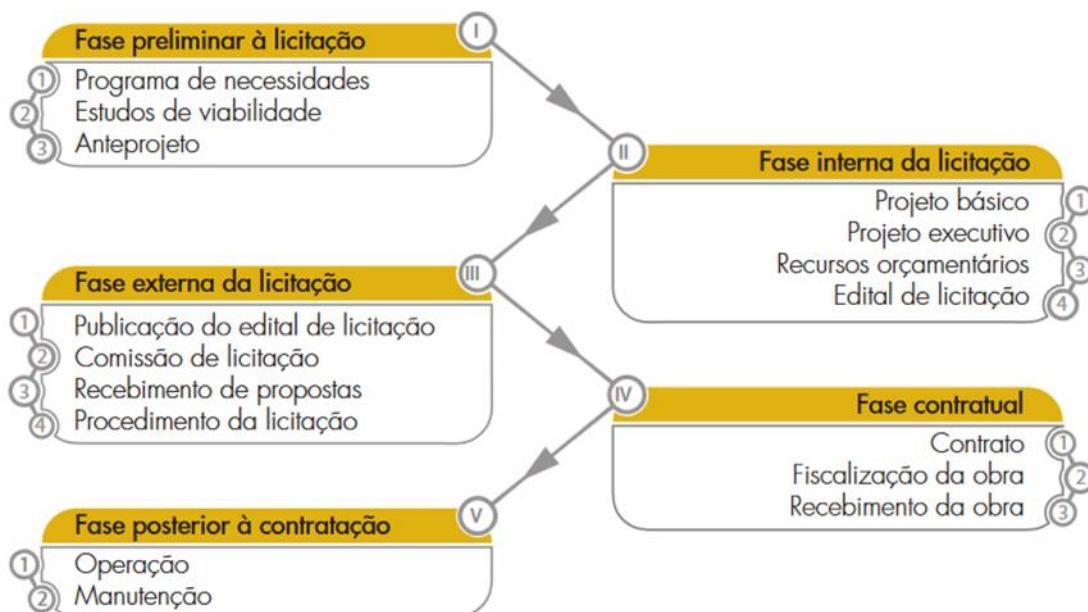 I
Fase preliminar à licitação
1 Programa de necessidades
2 Estudos de viabilidade
3 Anteprojeto
II
Fase interna da licitação
Projeto básico 1
Projeto executivo 2
Recursos orçamentários 3
Edital de licitação 4
III
Fase externa da licitação
1 Publicação do edital de licitação
2 Comissão de licitação
3 Recebimento de propostas
4 Procedimento da licitação
IV
Fase contratual
Contrato 1
Fiscalização da obra 2
Recebimento da obra 3
V
Fase posterior à contratação
1 Operação
2 Manutenção